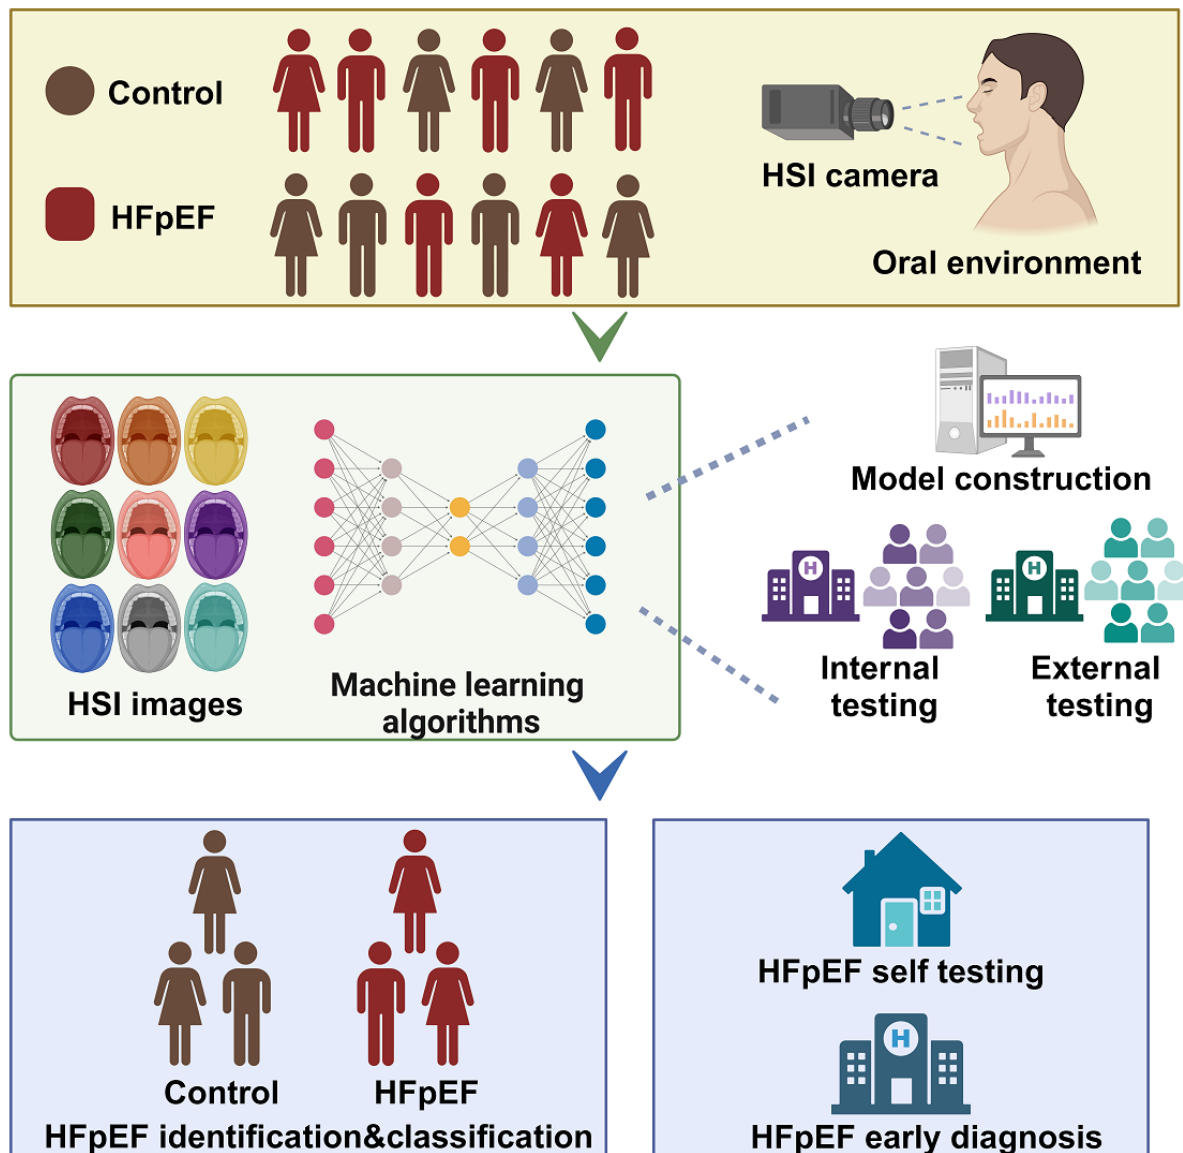 Control
HSI camera
HFpEF
Oral environment
Model construction
H
H
Internal
testing
External
testing
HSI images
Machine learning
algorithms
HFpEF self testing
H
Control
HFpEF
HFpEF identification&classification
HFpEF early diagnosis